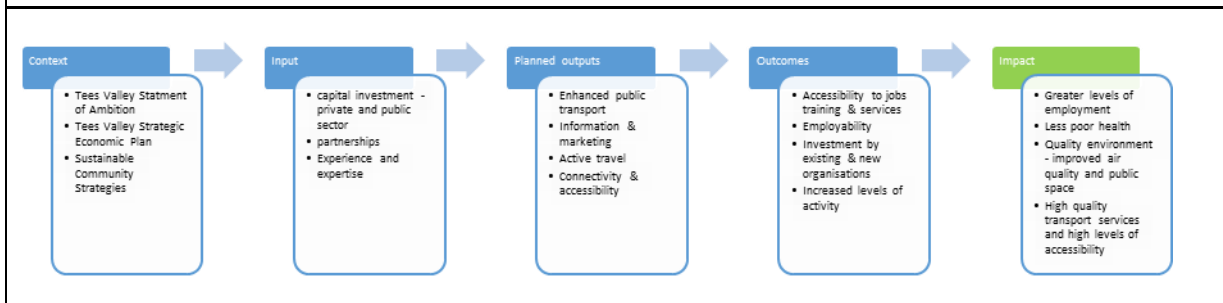 Context
• Tees Valley Statment
of Ambition
• Tees Valley Strategic
Economic Plan
• Sustainable
Community
Strategies
Input
• capital investment -
private and public
sector
• partnerships
• Experience and
expertise
Planned outputs
• Enhanced public
transport
• Information &
marketing
• Active travel
• Connectivity &
accessibility
Outcomes
• Accessibility to jobs
training & services
• Employability
• Investment by
existing & new
organisations
• Increased levels of
activity
Impact
• Greater levels of
employment
• Less poor health
• Quality environment
- improved air
quality and public
space
• High quality
transport services
and high levels of
accessibility